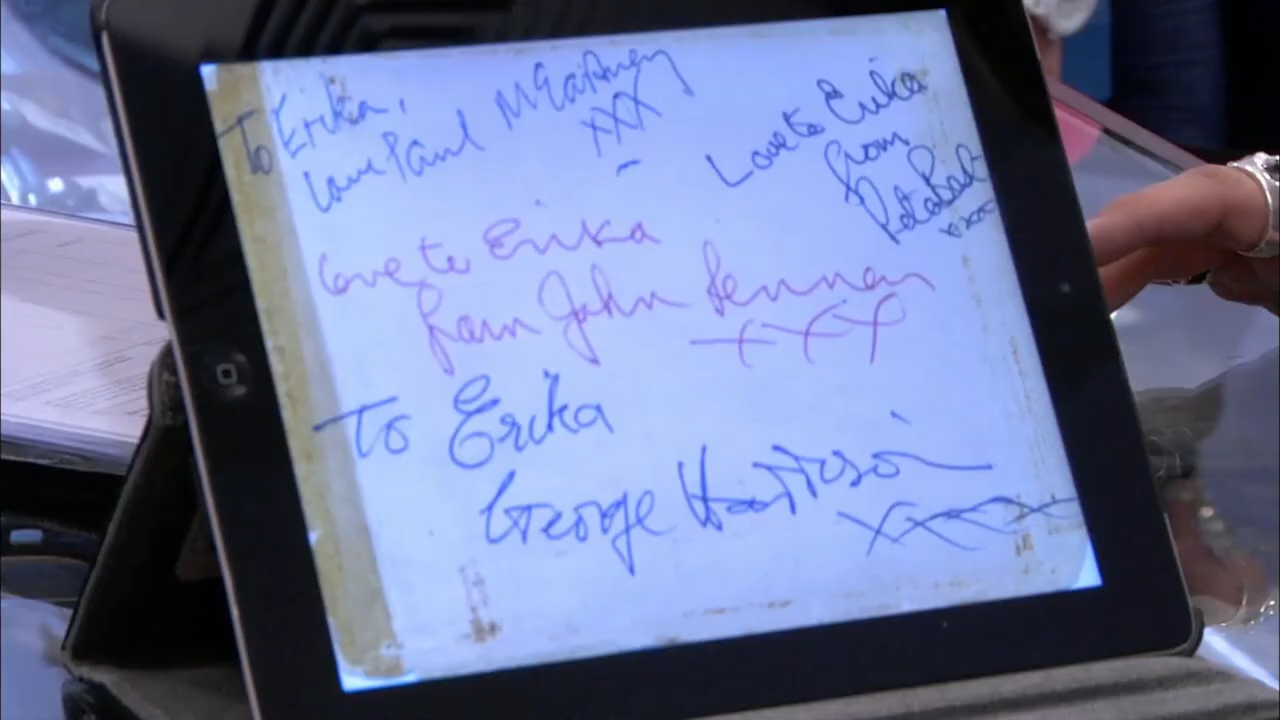 To Erika,
love Paul McCartney
xxx
Love to Erika
from
Pete Best
xxx
love to Erika
from John Lennon
xxx
To Erika
George Harrison
xxxxx